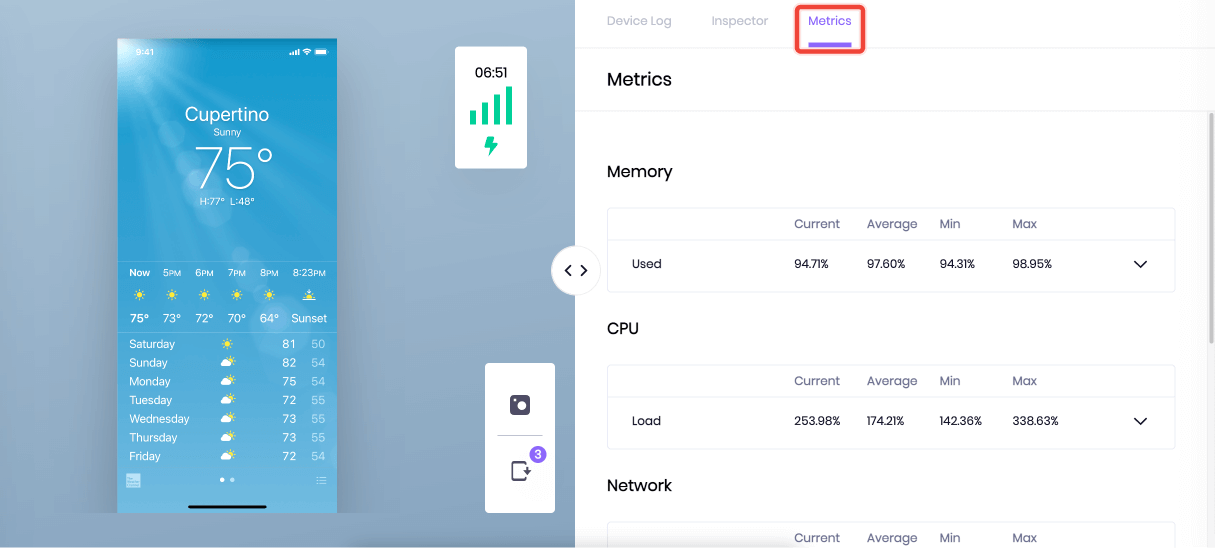 9:41
Cupertino
Sunny
75°
H:77° L:48°
Now 5PM 6PM 7PM 8PM 8:23PM
75° 73° 72° 70° 64° Sunset
Saturday 81 50
Sunday 82 54
Monday 75 54
Tuesday 72 55
Wednesday 73 55
Thursday 73 55
Friday 72 54
06:51
3
Device Log Inspector Metrics
Metrics
Memory
Current Average Min Max
Used 94.71% 97.60% 94.31% 98.95%
CPU
Current Average Min Max
Load 253.98% 174.21% 142.36% 338.63%
Network
Current Average Min Max